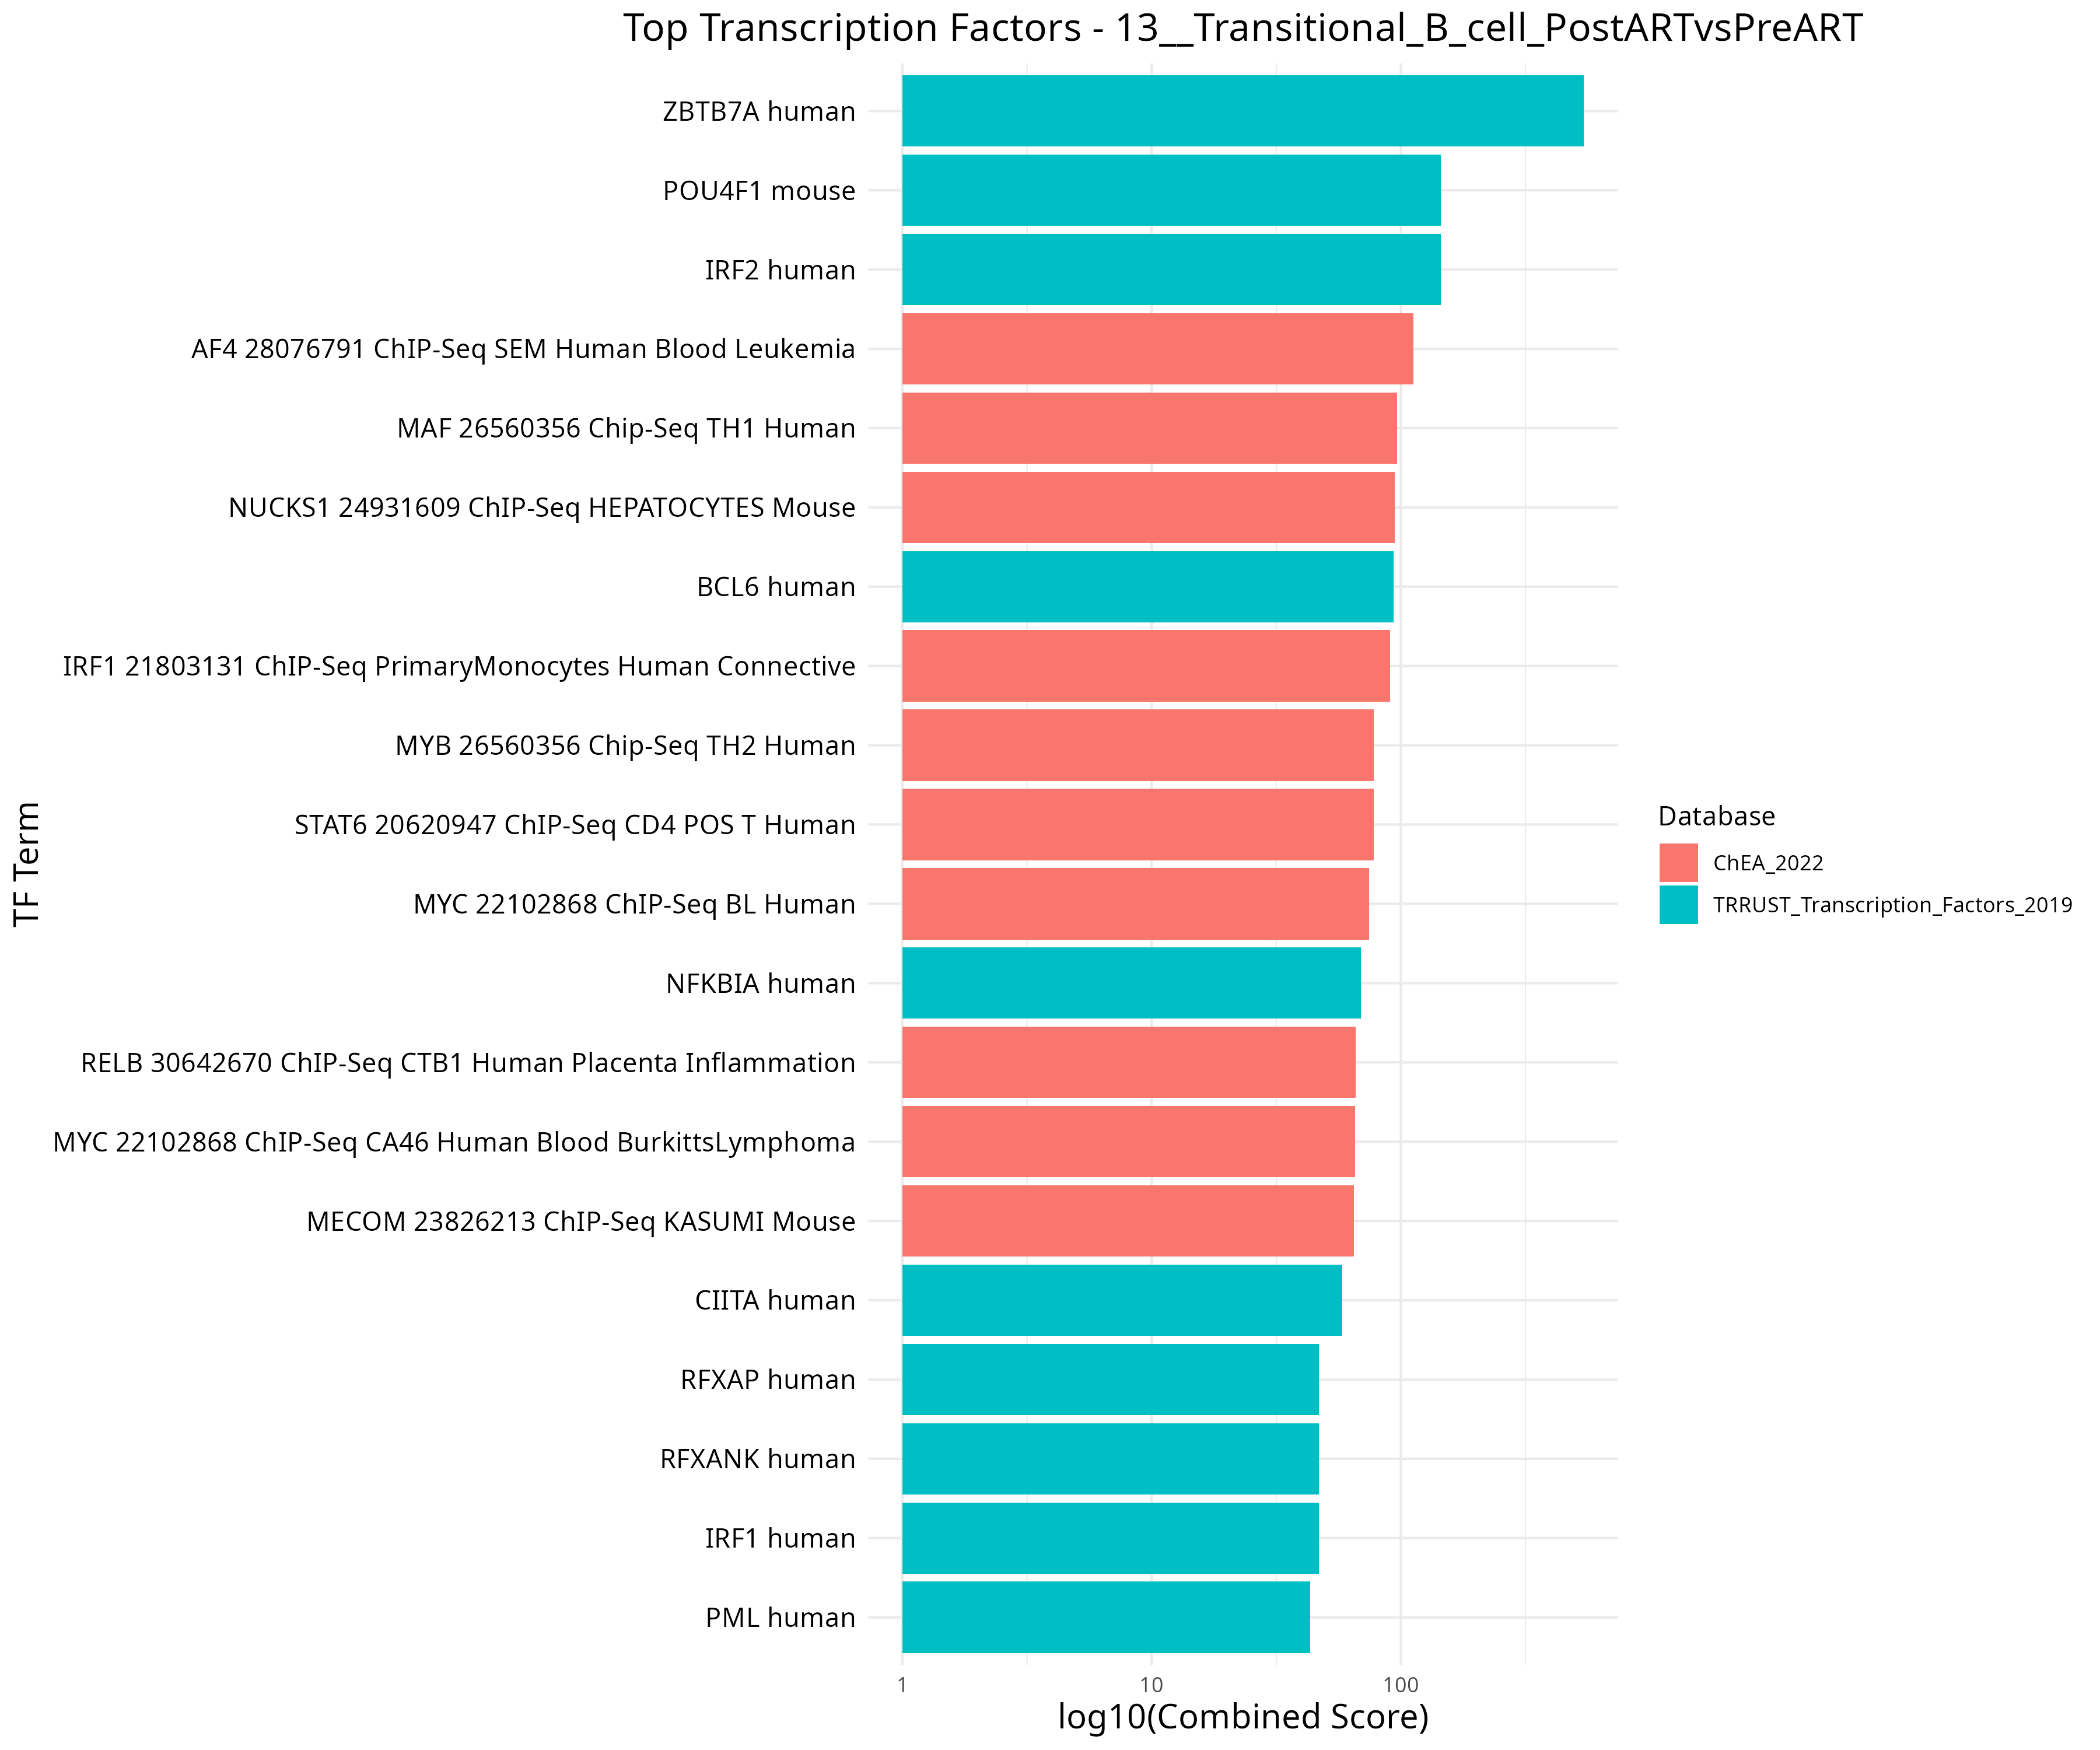 Top Transcription Factors - 13__Transitional_B_cell_PostARTvsPreART
ZBTB7A human
POU4F1 mouse
IRF2 human
AF4 28076791 ChIP-Seq SEM Human Blood Leukemia
MAF 26560356 Chip-Seq TH1 Human
NUCKS1 24931609 ChIP-Seq HEPATOCYTES Mouse
BCL6 human
IRF1 21803131 ChIP-Seq PrimaryMonocytes Human Connective
MYB 26560356 Chip-Seq TH2 Human
STAT6 20620947 ChIP-Seq CD4 POS T Human
MYC 22102868 ChIP-Seq BL Human
NFKBIA human
RELB 30642670 ChIP-Seq CTB1 Human Placenta Inflammation
MYC 22102868 ChIP-Seq CA46 Human Blood BurkittsLymphoma
MECOM 23826213 ChIP-Seq KASUMI Mouse
CIITA human
RFXAP human
RFXANK human
IRF1 human
PML human
TF Term
1 10 100
log10(Combined Score)
Database
ChEA_2022
TRRUST_Transcription_Factors_2019